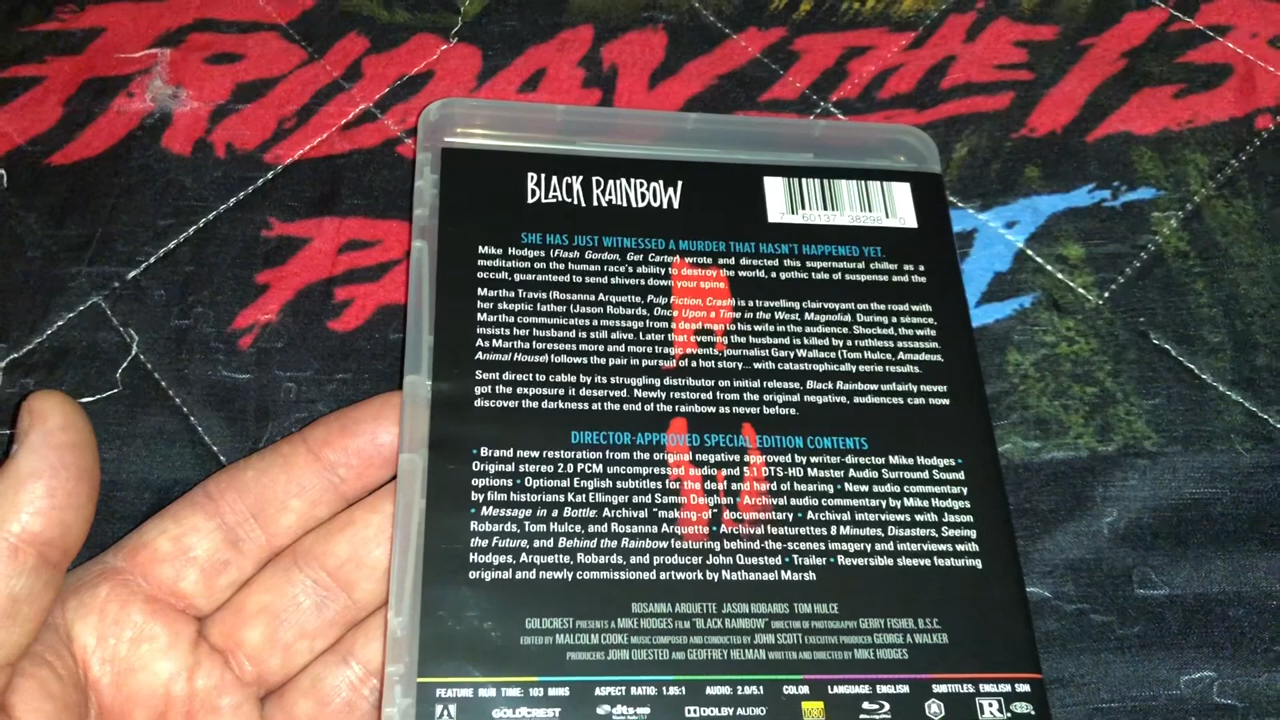 FRIDAY THE 13
BLACK RAINBOW
7 60137 38298 0
SHE HAS JUST WITNESSED A MURDER THAT HASN'T HAPPENED YET.
Mike Hodges (Flash Gordon, Get Carter) wrote and directed this supernatural chiller as a
meditation on the human race's ability to destroy the world, a gothic tale of suspense and the
occult, guaranteed to send shivers down your spine.
Martha Travis (Rosanna Arquette, Pulp Fiction, Crash) is a travelling clairvoyant on the road with
her skeptic father (Jason Robards, Once Upon a Time in the West, Magnolia). During a séance,
Martha communicates a message from a dead man to his wife in the audience. Shocked, the wife
insists her husband is still alive. Later that evening the husband is killed by a ruthless assassin.
As Martha foresees more and more tragic events, journalist Gary Wallace (Tom Hulce, Amadeus,
Animal House) follows the pair in pursuit of a hot story... with catastrophically eerie results.
Sent direct to cable by its struggling distributor on initial release, Black Rainbow unfairly never
got the exposure it deserved. Newly restored from the original negative, audiences can now
discover the darkness at the end of the rainbow as never before.
DIRECTOR-APPROVED SPECIAL EDITION CONTENTS
• Brand new restoration from the original negative approved by writer-director Mike Hodges •
Original stereo 2.0 PCM uncompressed audio and 5.1 DTS-HD Master Audio Surround Sound
options • Optional English subtitles for the deaf and hard of hearing • New audio commentary
by film historians Kat Ellinger and Samm Deighan • Archival audio commentary by Mike Hodges
• Message in a Bottle: Archival "making-of" documentary • Archival interviews with Jason
Robards, Tom Hulce, and Rosanna Arquette • Archival featurettes 8 Minutes, Disasters, Seeing
the Future, and Behind the Rainbow featuring behind-the-scenes imagery and interviews with
Hodges, Arquette, Robards, and producer John Quested • Trailer • Reversible sleeve featuring
original and newly commissioned artwork by Nathanael Marsh
ROSANNA ARQUETTE JASON ROBARDS TOM HULCE
GOLDCREST PRESENTS A MIKE HODGES FILM "BLACK RAINBOW" DIRECTOR OF PHOTOGRAPHY GERRY FISHER, B.S.C.
EDITED BY MALCOLM COOKE MUSIC COMPOSED AND CONDUCTED BY JOHN SCOTT EXECUTIVE PRODUCER GEORGE A WALKER
PRODUCERS JOHN QUESTED AND GEOFFREY HELMAN WRITTEN AND DIRECTED BY MIKE HODGES
FEATURE RUN TIME: 103 MINS ASPECT RATIO: 1.85:1 AUDIO: 2.0/5.1 COLOR LANGUAGE: ENGLISH SUBTITLES: ENGLISH SDH
GOLDCREST dts-HD DOLBY AUDIO 1080 Blu-ray Disc A R